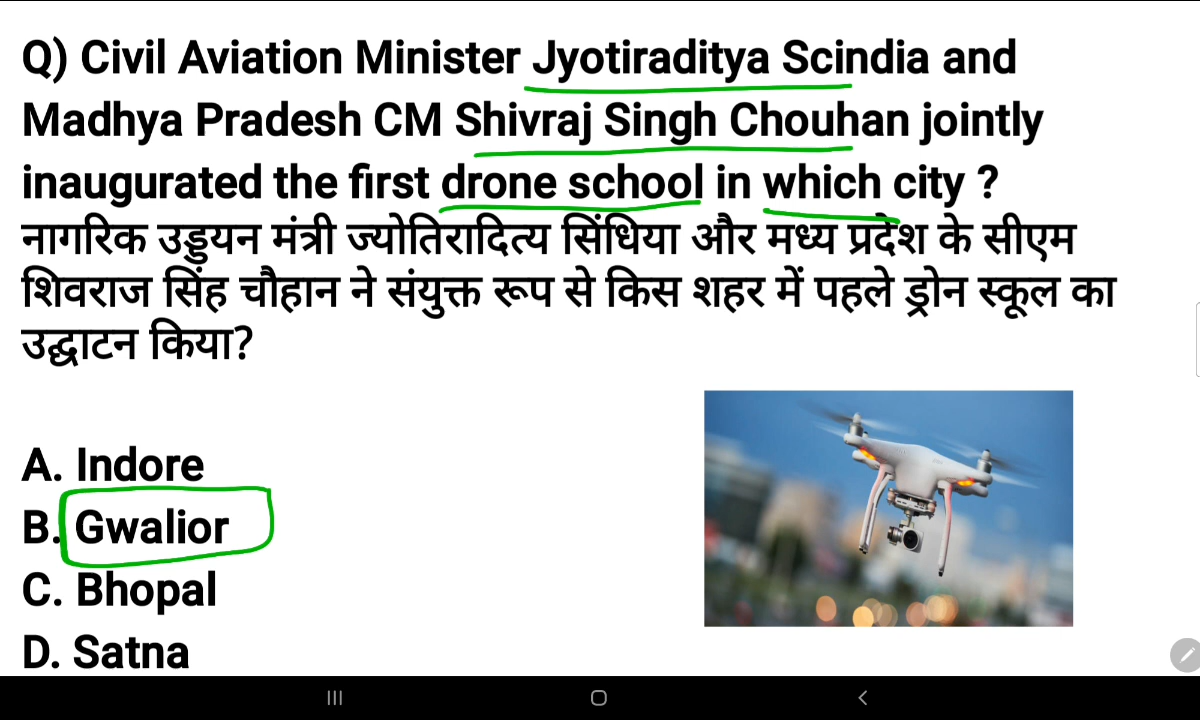 Q) Civil Aviation Minister Jyotiraditya Scindia and
Madhya Pradesh CM Shivraj Singh Chouhan jointly
inaugurated the first drone school in which city ?
नागरिक उड्डयन मंत्री ज्योतिरादित्य सिंधिया और मध्य प्रदेश के सीएम
शिवराज सिंह चौहान ने संयुक्त रूप से किस शहर में पहले ड्रोन स्कूल का
उद्घाटन किया?
A. Indore
B. Gwalior
C. Bhopal
D. Satna